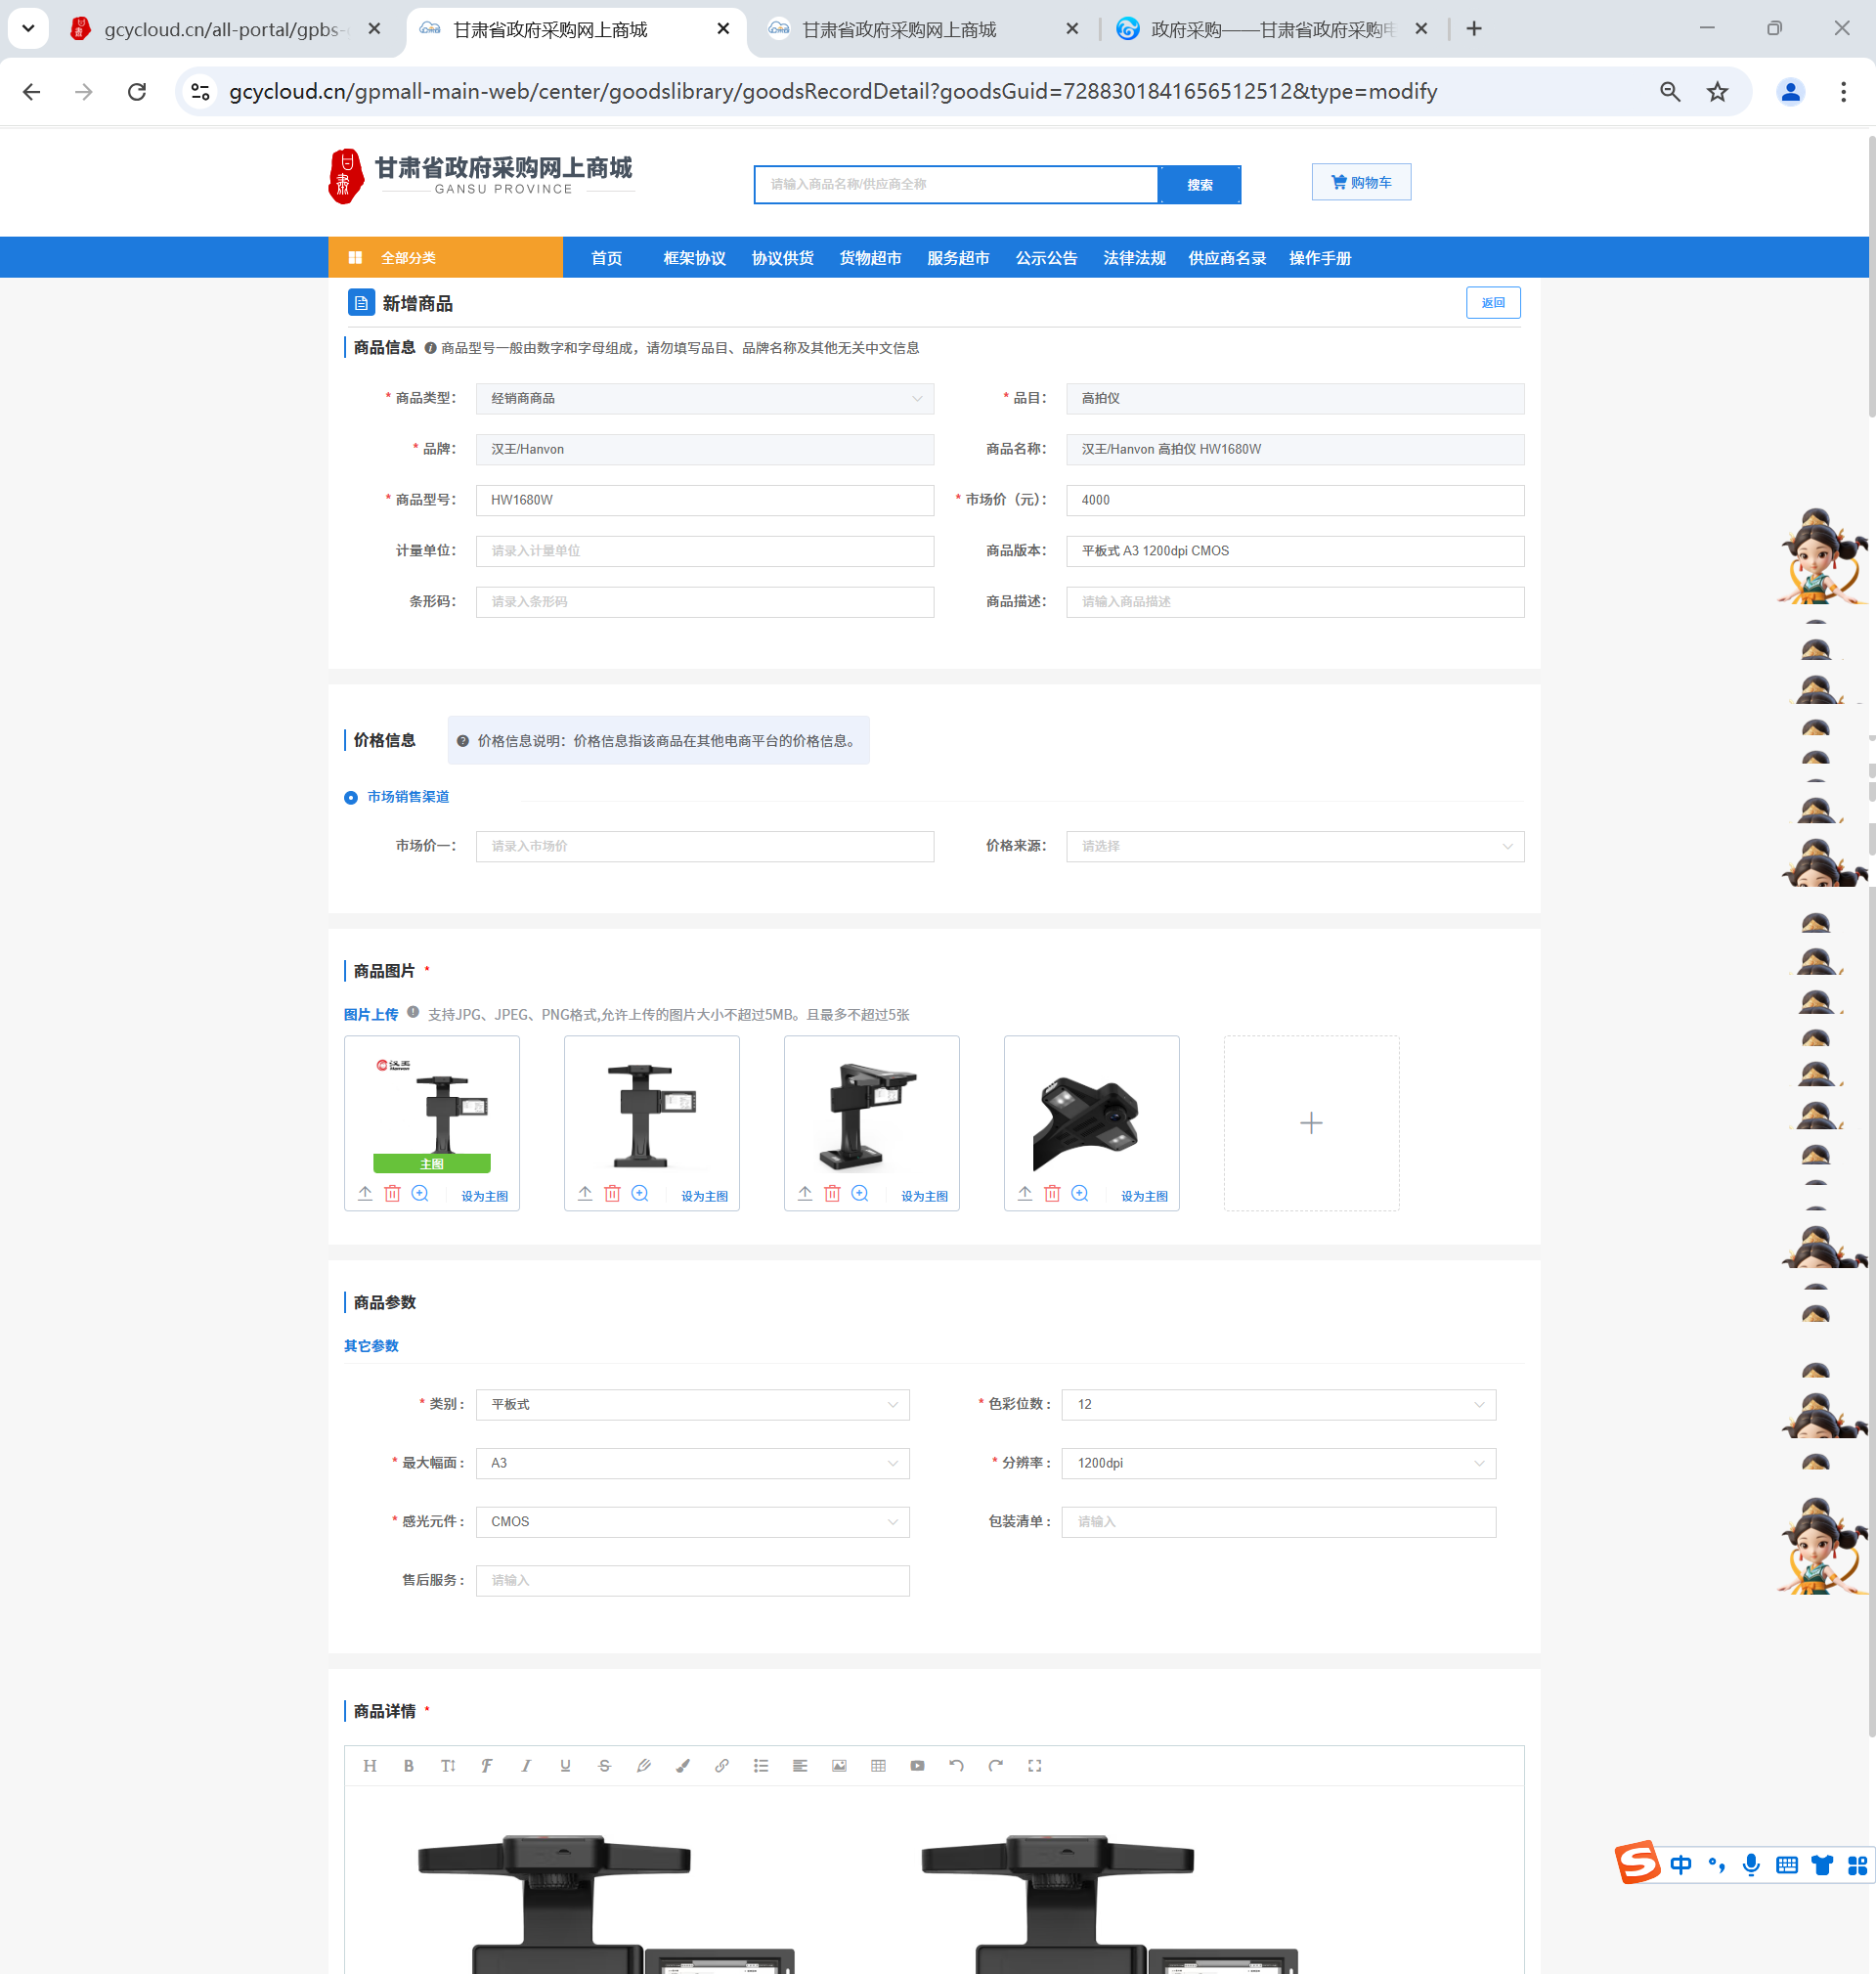 gcycloud.cn/all-portal/gpbs-
甘肃省政府采购网上商城
甘肃省政府采购网上商城
政府采购——甘肃省政府采购电
gcycloud.cn/gpmall-main-web/center/goodslibrary/goodsRecordDetail?goodsGuid=7288301841656512512&type=modify
甘肃
甘肃省政府采购网上商城
GANSU PROVINCE
请输入商品名称/供应商全称
搜索
购物车
全部分类 首页 框架协议 协议供货 货物超市 服务超市 公示公告 法律法规 供应商名录 操作手册
新增商品
返回
商品信息 商品型号一般由数字和字母组成，请勿填写品目、品牌名称及其他无关中文信息
* 商品类型： 经销商商品 * 品目： 高拍仪
* 品牌： 汉王/Hanvon 商品名称： 汉王/Hanvon 高拍仪 HW1680W
* 商品型号： HW1680W * 市场价（元）： 4000
计量单位： 请录入计量单位 商品版本： 平板式 A3 1200dpi CMOS
条形码： 请录入条形码 商品描述： 请输入商品描述
价格信息 价格信息说明：价格信息指该商品在其他电商平台的价格信息。
市场销售渠道
市场价一： 请录入市场价 价格来源： 请选择
商品图片 *
图片上传 支持JPG、JPEG、PNG格式,允许上传的图片大小不超过5MB。且最多不超过5张
汉王
Hanvon
主图
设为主图 设为主图 设为主图 设为主图
商品参数
其它参数
* 类别： 平板式 * 色彩位数： 12
* 最大幅面： A3 * 分辨率： 1200dpi
* 感光元件： CMOS 包装清单： 请输入
售后服务： 请输入
商品详情 *
中